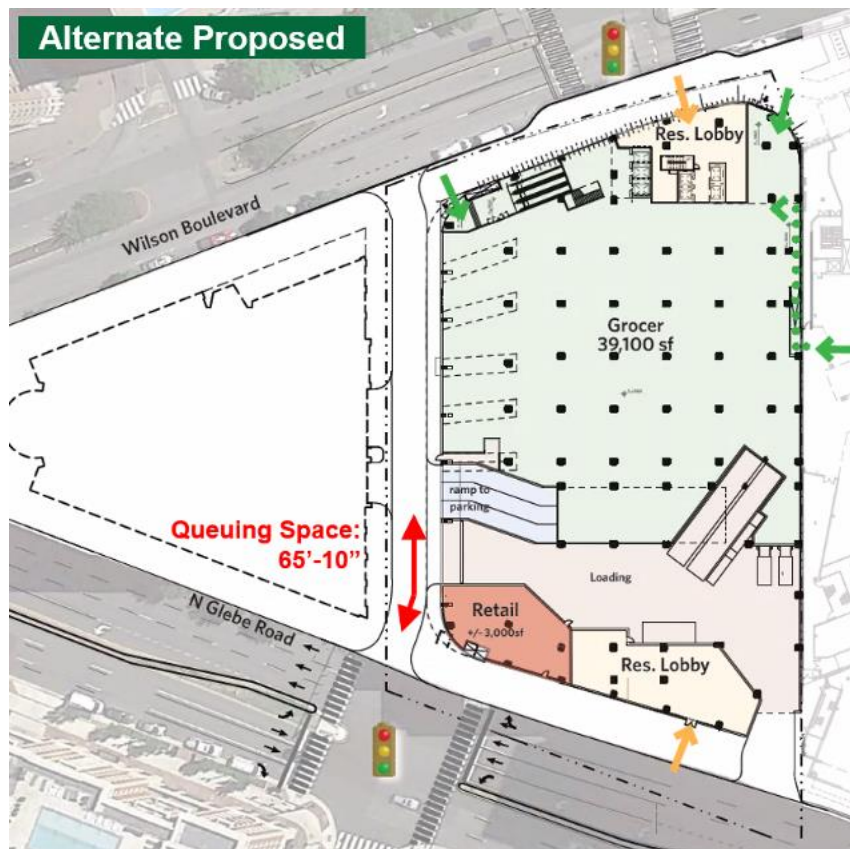 Alternate Proposed
Res. Lobby
Wilson Boulevard
Grocer
39,100 sf
ramp to
parking
Queuing Space:
65’-10”
Loading
N Glebe Road
Retail
+/- 3,000sf
Res. Lobby